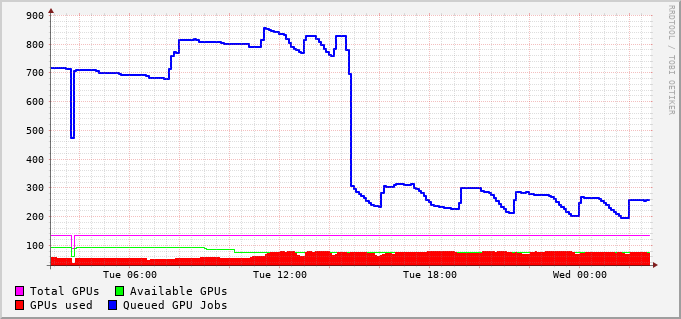 900
800
700
600
500
400
300
200
100
Tue 06:00 Tue 12:00 Tue 18:00 Wed 00:00
Total GPUs Available GPUs
GPUs used Queued GPU Jobs
RRDTOOL / TOBI OETIKER